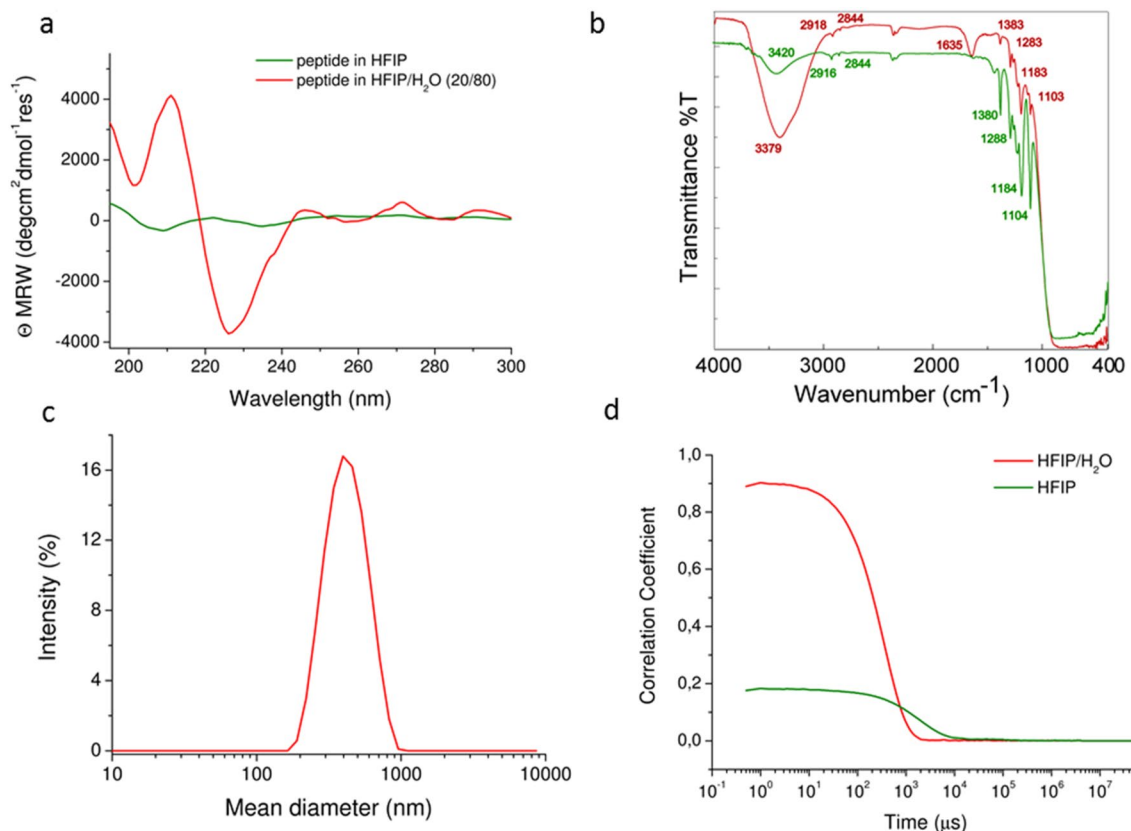 a
peptide in HFIP
peptide in HFIP/H₂O (20/80)
4000
2000
0
-2000
-4000
Θ MRW (degcm²dmol⁻¹res⁻¹)
200 220 240 260 280 300
Wavelength (nm)
b
2918 2844 1383
1283
3420 1635
1183
2916 2844 1103
1380
1288
3379
1184
1104
Transmittance %T
4000 3000 2000 1000 400
Wavenumber (cm⁻¹)
c
16
12
8
4
0
Intensity (%)
10 100 1000 10000
Mean diameter (nm)
d
HFIP/H₂O
HFIP
1,0
0,8
0,6
0,4
0,2
0,0
Correlation Coefficient
10⁻¹ 10⁰ 10¹ 10² 10³ 10⁴ 10⁵ 10⁶ 10⁷
Time (μs)